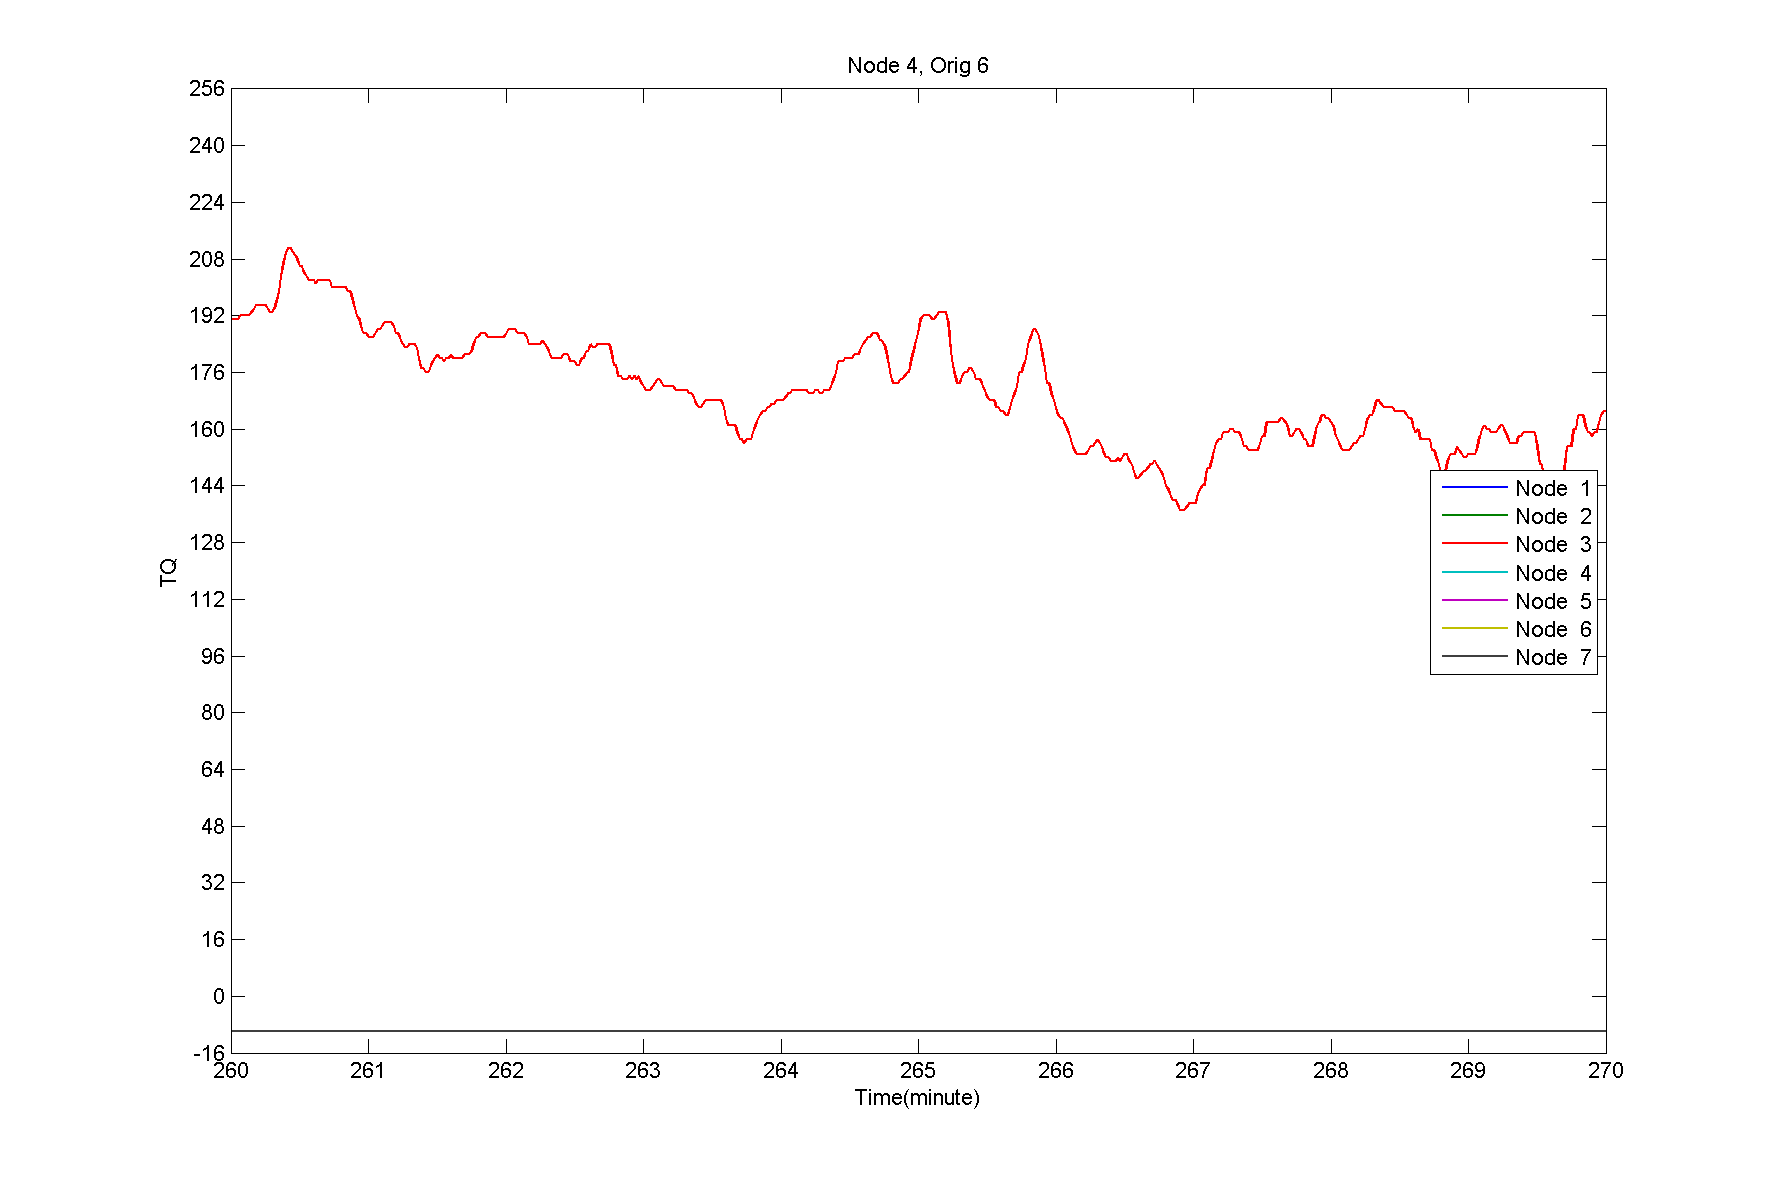 Node 4, Orig 6
256
240
224
208
192
176
160
144
128
112
96
80
64
48
32
16
0
-16
TQ
Node 1
Node 2
Node 3
Node 4
Node 5
Node 6
Node 7
260 261 262 263 264 265 266 267 268 269 270
Time(minute)